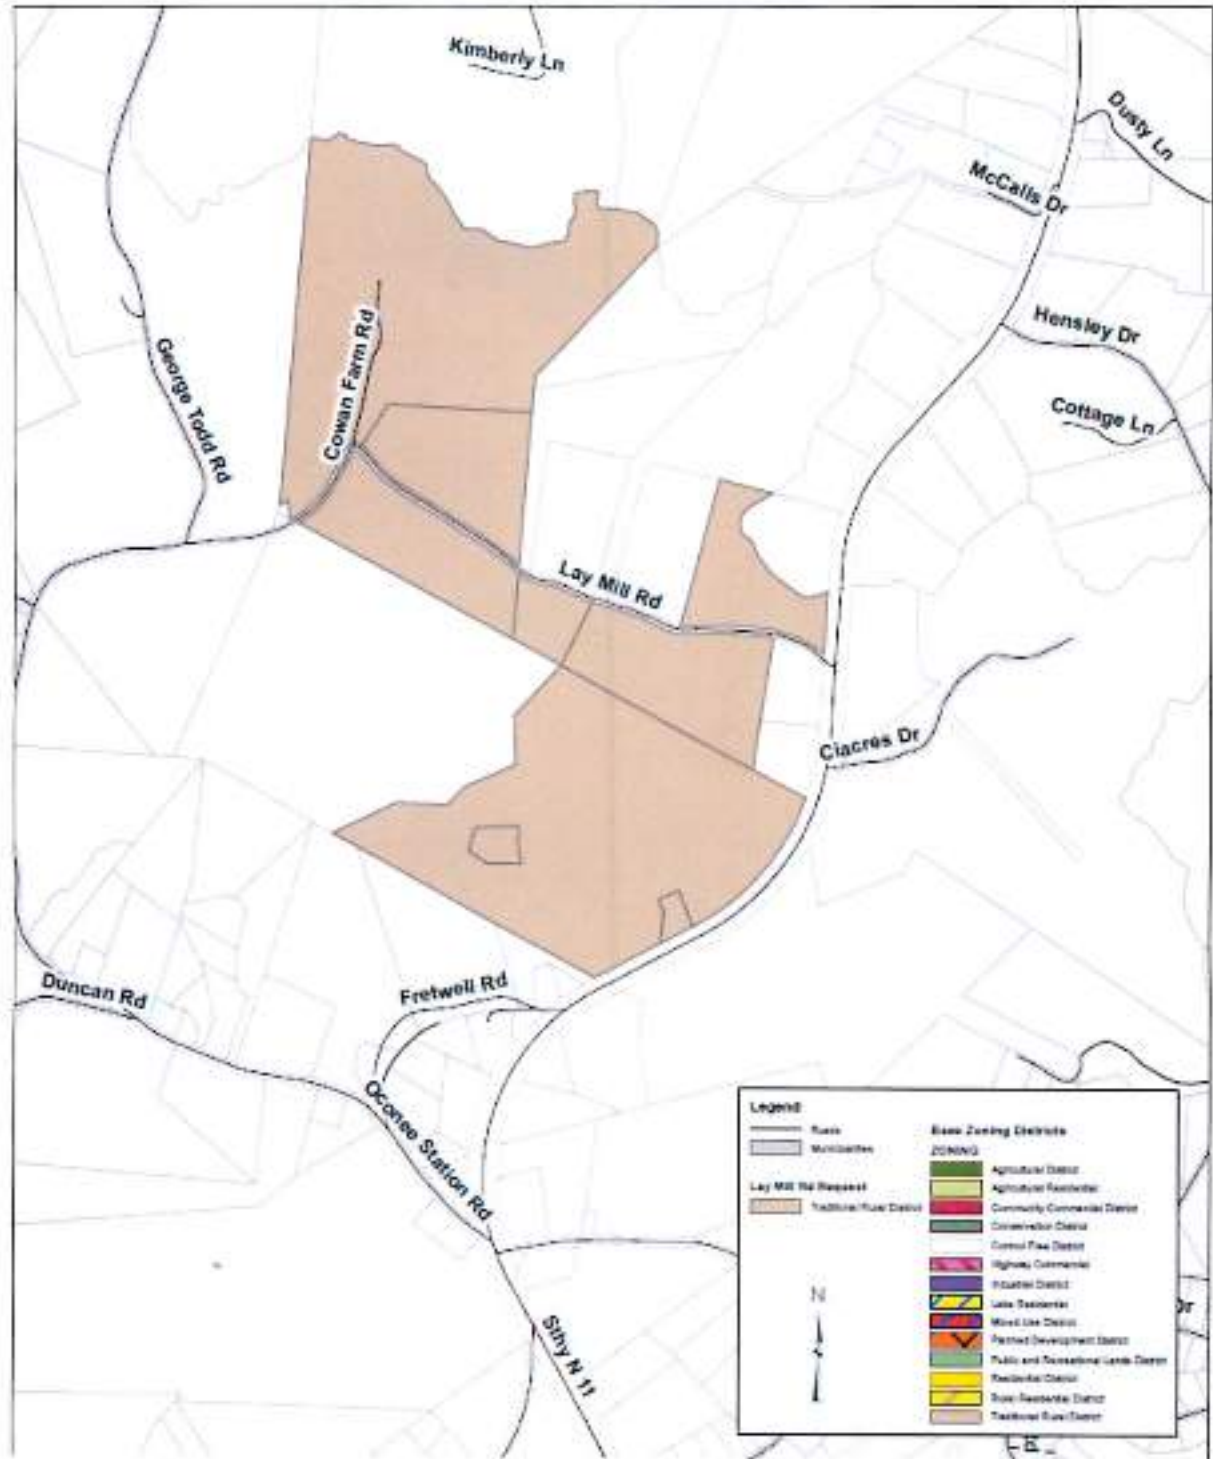 Kimberly Ln
Dusty Ln
McCalls Dr
Hensley Dr
Cottage Ln
George Todd Rd
Cowan Farm Rd
Lay Mill Rd
Ciacres Dr
Duncan Rd
Fretwell Rd
Oconee Station Rd
Sthy N 11
Dr
Legend
Roads
Municipalities
Lay Mill Rd Request
Traditional Rural District
Base Zoning Districts
ZONING
Agricultural District
Agricultural Residential
Community Commercial District
Conservation District
Control Free District
Highway Commercial
Industrial District
Lake Residential
Mixed Use District
Planned Development District
Public and Recreational Lands District
Residential District
Rural Residential District
Traditional Rural District
N